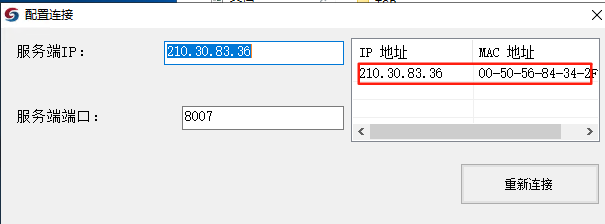 配置连接
服务端IP：
210.30.83.36
服务端端口：
8007
IP 地址 MAC 地址
210.30.83.36 00-50-56-84-34-2F
重新连接